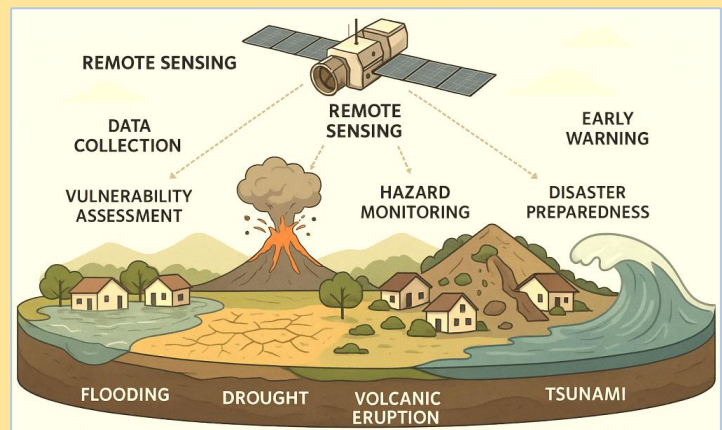 REMOTE SENSING
REMOTE
SENSING
DATA
COLLECTION
EARLY
WARNING
VULNERABILITY
ASSESSMENT
HAZARD
MONITORING
DISASTER
PREPAREDNESS
FLOODING
DROUGHT
VOLCANIC
ERUPTION
TSUNAMI